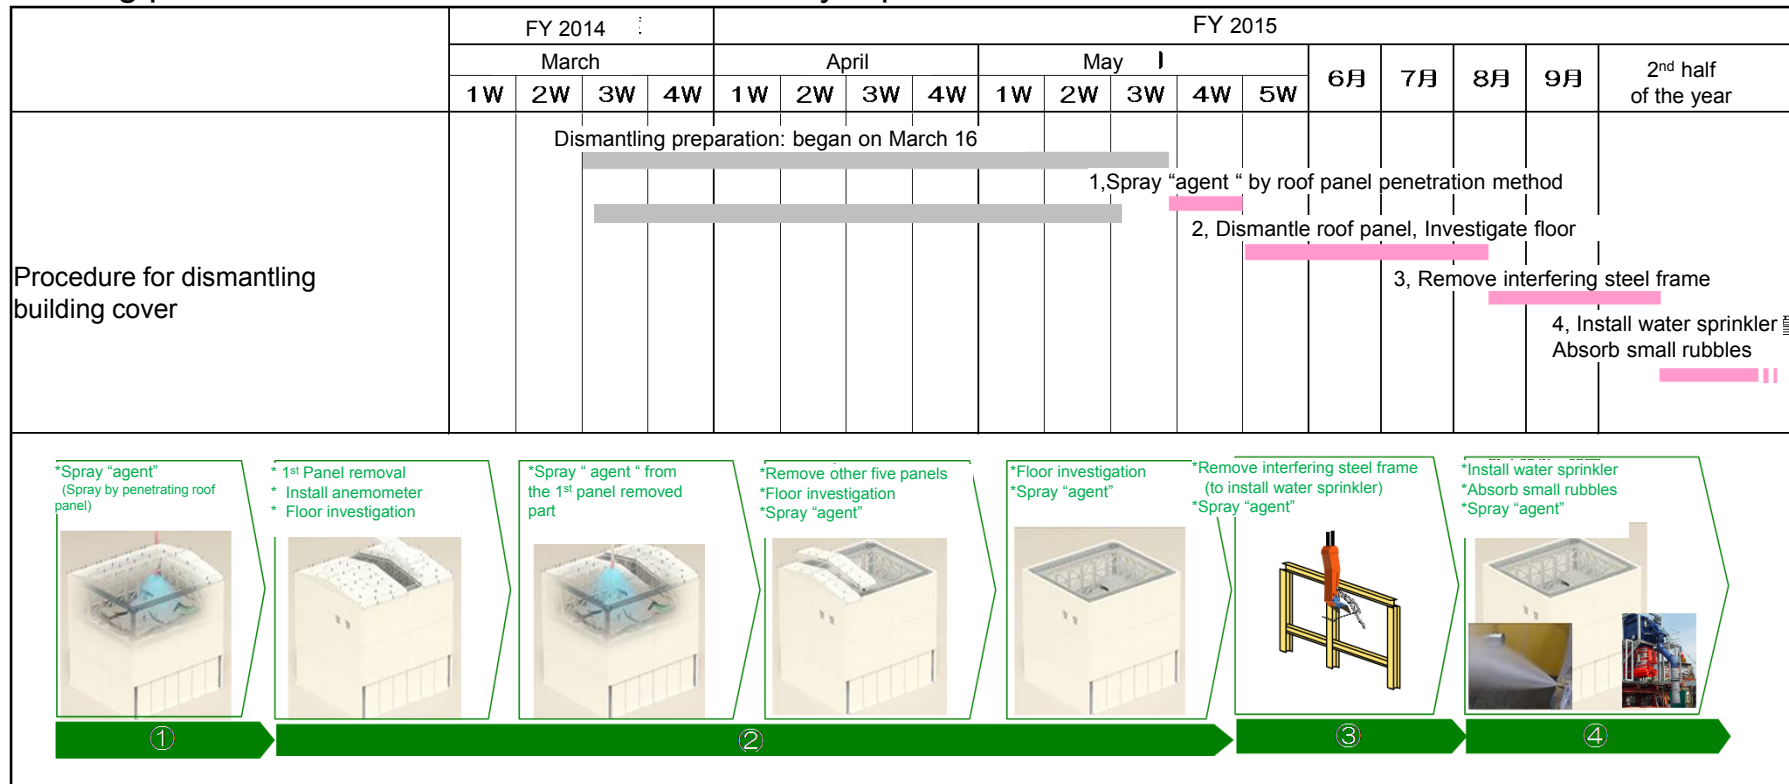 FY 2014
FY 2015
March
April
May
6月
7月
8月
9月
2nd half
of the year
1W
2W
3W
4W
1W
2W
3W
4W
1W
2W
3W
4W
5W
Dismantling preparation: began on March 16
1,Spray “agent “ by roof panel penetration method
2, Dismantle roof panel, Investigate floor
Procedure for dismantling
building cover
3, Remove interfering steel frame
4, Install water sprinkler
Absorb small rubbles
*Spray “agent”
(Spray by penetrating roof
panel)
* 1st Panel removal
* Install anemometer
* Floor investigation
*Spray “ agent “ from
the 1st panel removed
part
*Remove other five panels
*Floor investigation
*Spray “agent”
*Floor investigation
*Spray “agent”
*Remove interfering steel frame
(to install water sprinkler)
*Spray “agent”
*Install water sprinkler
*Absorb small rubbles
*Spray “agent”
①
②
③
④